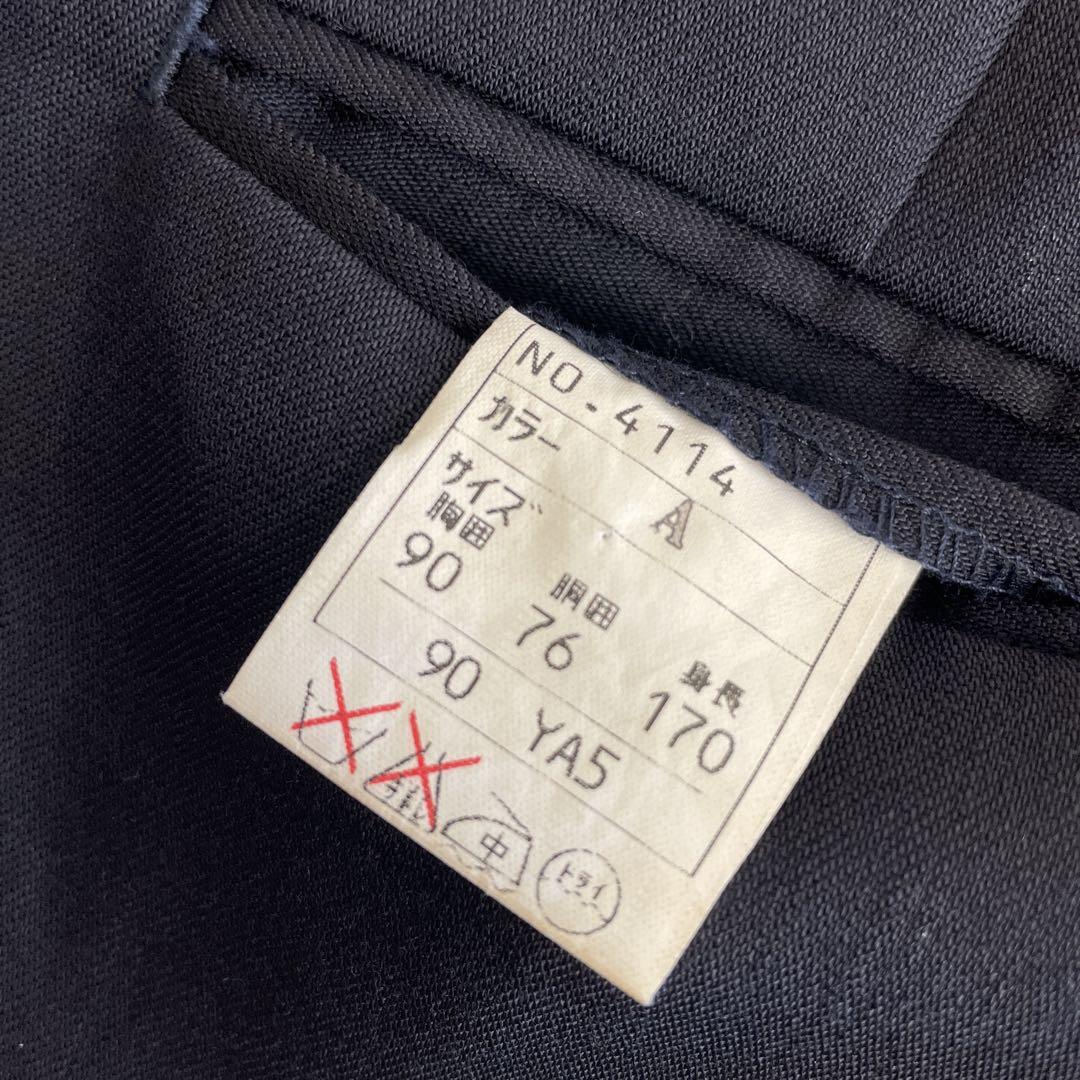 NO.4114
カラー A
サイズ
胸囲 胴囲 身長
90 76 170
90 YA5
中 ドライ